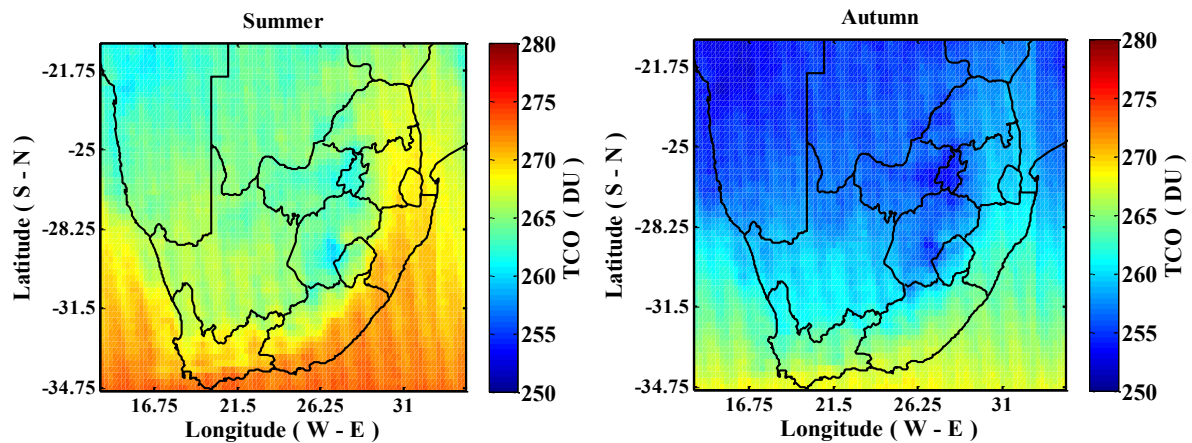 Summer
Latitude ( S - N )
-21.75
-25
-28.25
-31.5
-34.75
16.75 21.5 26.25 31
Longitude ( W - E )
280
275
270
265
260
255
250
TCO ( DU )
Autumn
Latitude ( S - N )
-21.75
-25
-28.25
-31.5
-34.75
16.75 21.5 26.25 31
Longitude ( W - E )
280
275
270
265
260
255
250
TCO ( DU )